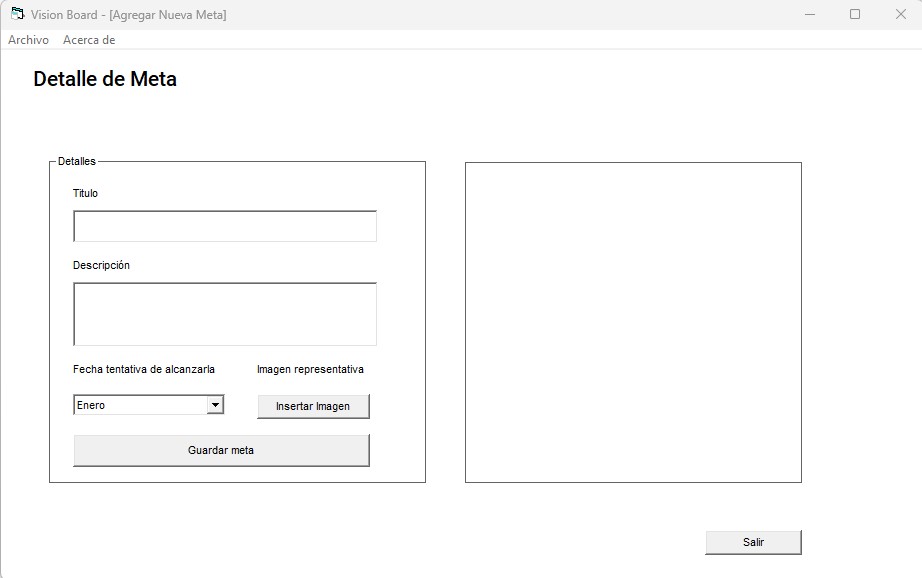 Vision Board - [Agregar Nueva Meta]
Archivo Acerca de
Detalle de Meta
Detalles
Titulo
Descripción
Fecha tentativa de alcanzarla
Imagen representativa
Enero
Insertar Imagen
Guardar meta
Salir